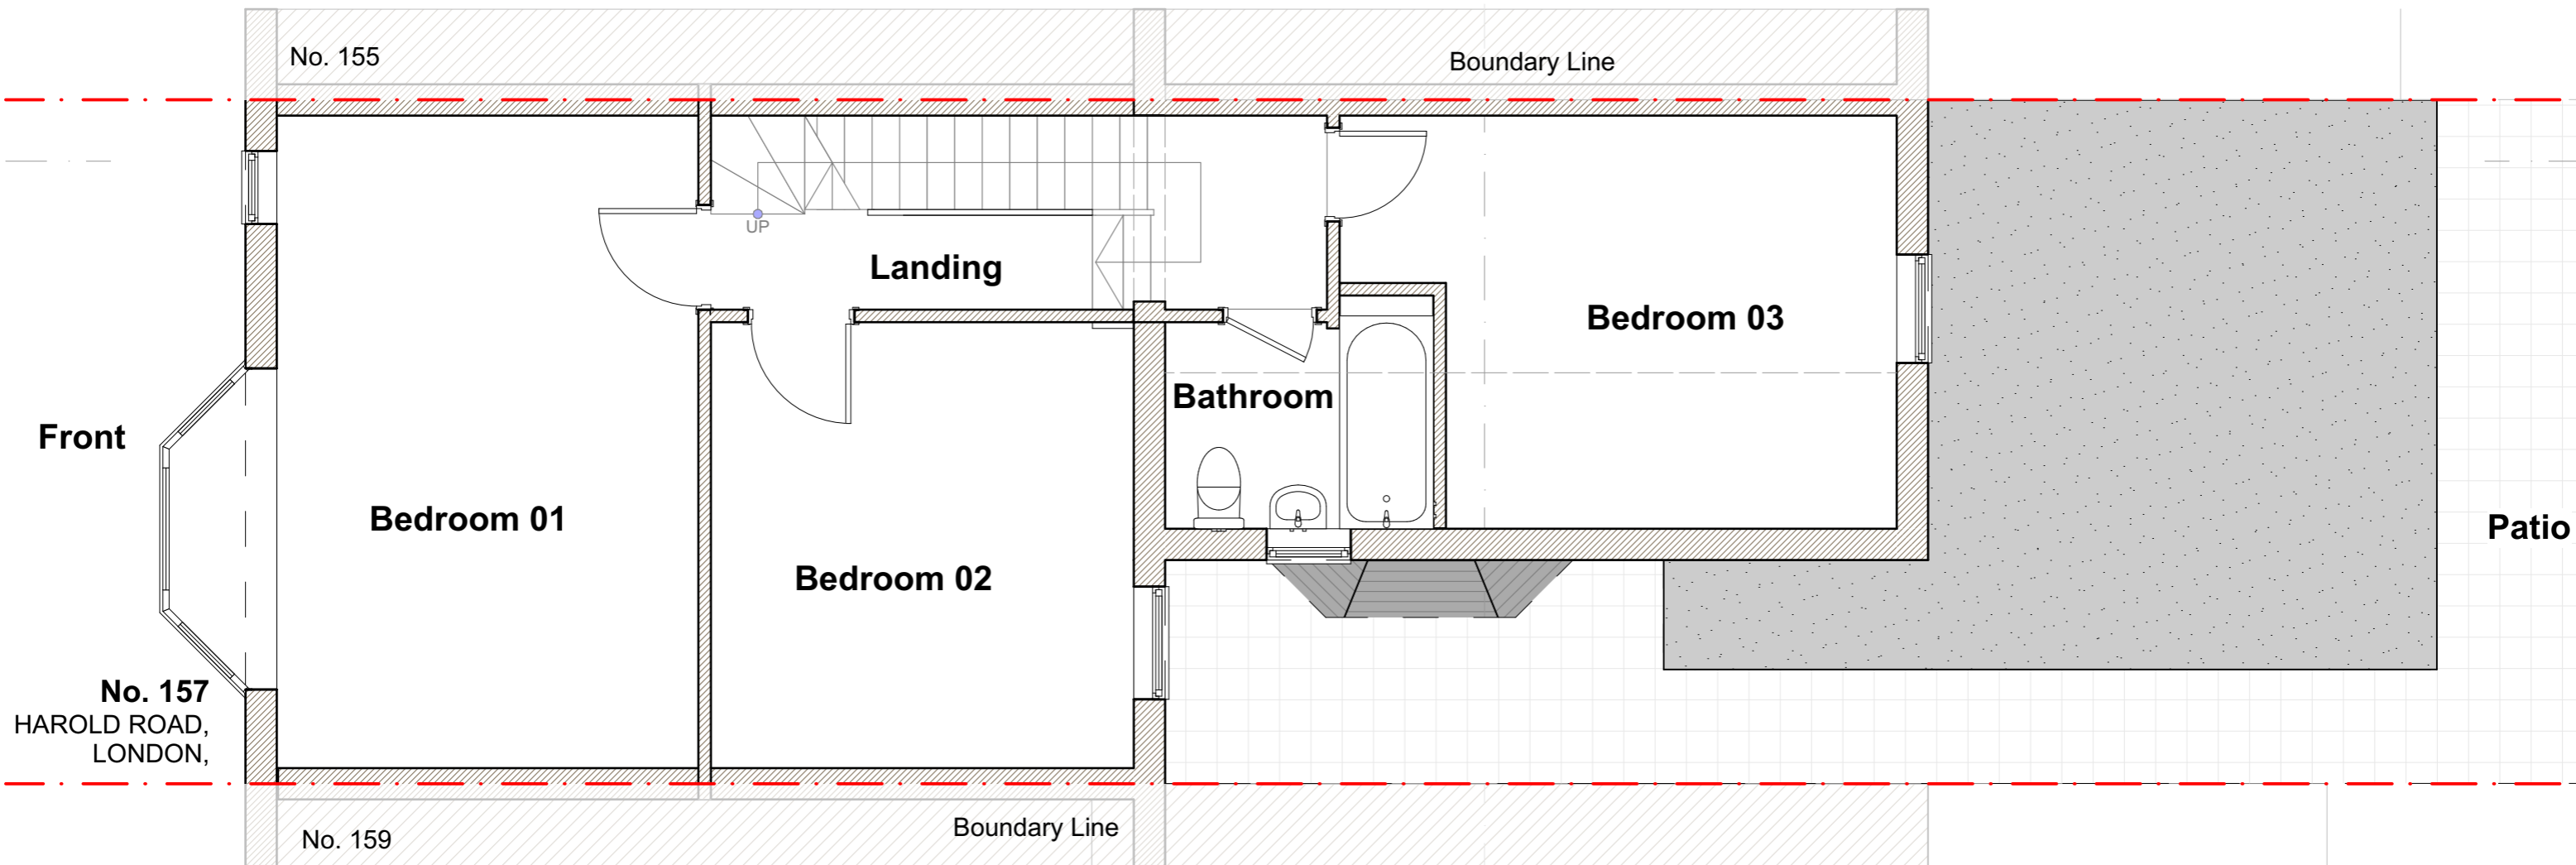 No. 155
Boundary Line
UP
Landing
Bedroom 03
Bathroom
Front
Bedroom 01
Patio
Bedroom 02
No. 157
HAROLD ROAD,
LONDON,
Boundary Line
No. 159